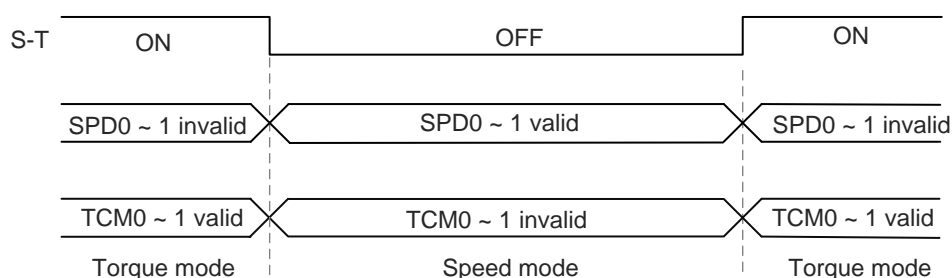 S-T ON OFF ON
SPD0 ~ 1 invalid SPD0 ~ 1 valid SPD0 ~ 1 invalid
TCM0 ~ 1 valid TCM0 ~ 1 invalid TCM0 ~ 1 valid
Torque mode Speed mode Torque mode